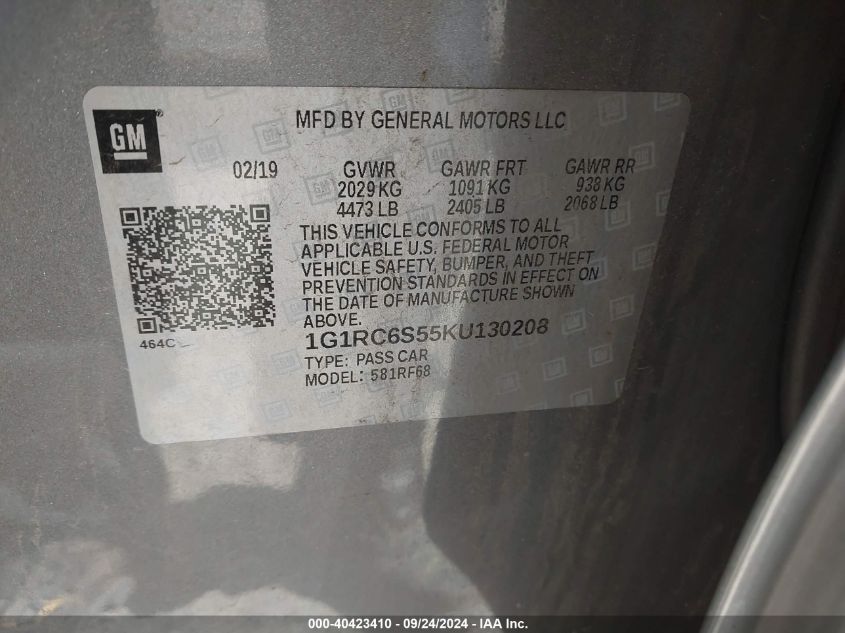 GM
MFD BY GENERAL MOTORS LLC
02/19 GVWR GAWR FRT GAWR RR
2029 KG 1091 KG 938 KG
4473 LB 2405 LB 2068 LB
THIS VEHICLE CONFORMS TO ALL
APPLICABLE U.S. FEDERAL MOTOR
VEHICLE SAFETY, BUMPER, AND THEFT
PREVENTION STANDARDS IN EFFECT ON
THE DATE OF MANUFACTURE SHOWN
ABOVE.
464C
1G1RC6S55KU130208
TYPE: PASS CAR
MODEL: 581RF68
000-40423410 - 09/24/2024 - IAA Inc.